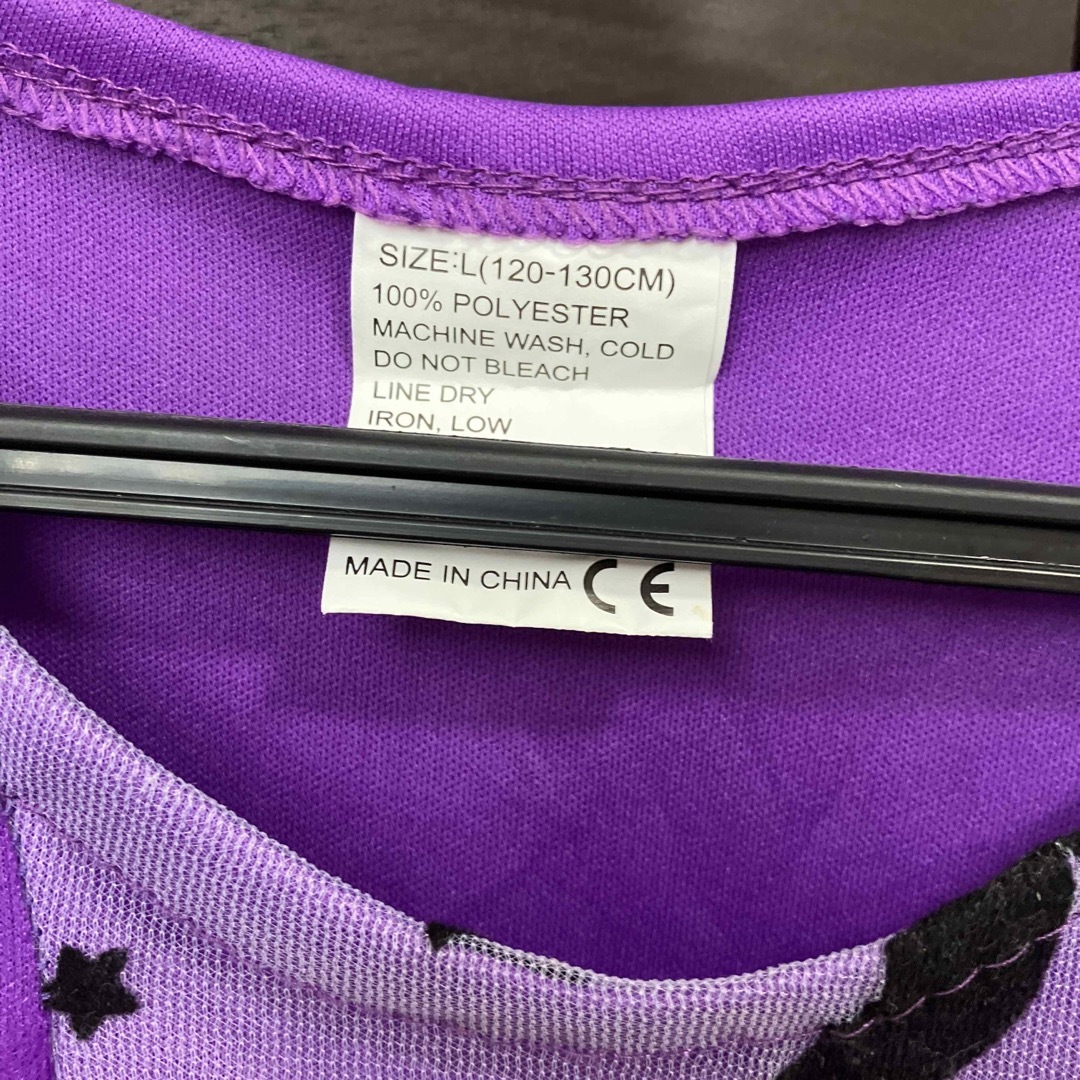 SIZE:L(120-130CM)
100% POLYESTER
MACHINE WASH, COLD
DO NOT BLEACH
LINE DRY
IRON, LOW
MADE IN CHINA CE